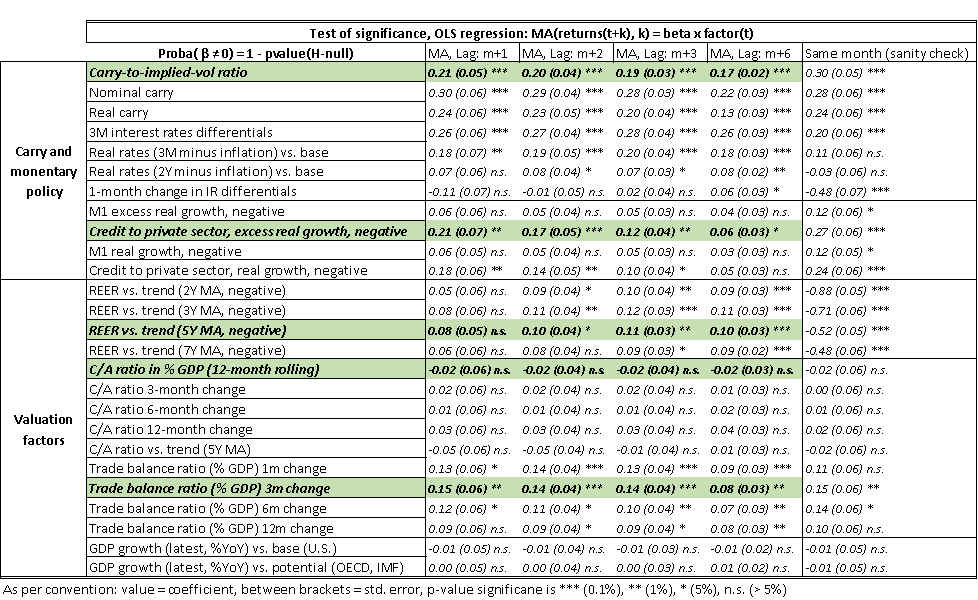 Test of significance, OLS regression: MA(returns(t+k), k) = beta x factor(t)
Proba( β ≠ 0) = 1 - pvalue(H-null) MA, Lag: m+1 MA, Lag: m+2 MA, Lag: m+3 MA, Lag: m+6 Same month (sanity check)
Carry and monentary policy
Carry-to-implied-vol ratio 0.21 (0.05) *** 0.20 (0.04) *** 0.19 (0.03) *** 0.17 (0.02) *** 0.30 (0.05) ***
Nominal carry 0.30 (0.06) *** 0.29 (0.04) *** 0.28 (0.03) *** 0.22 (0.03) *** 0.28 (0.06) ***
Real carry 0.24 (0.06) *** 0.23 (0.05) *** 0.20 (0.04) *** 0.13 (0.03) *** 0.24 (0.06) ***
3M interest rates differentials 0.26 (0.06) *** 0.27 (0.04) *** 0.28 (0.04) *** 0.26 (0.03) *** 0.20 (0.06) ***
Real rates (3M minus inflation) vs. base 0.18 (0.07) ** 0.19 (0.05) *** 0.20 (0.04) *** 0.18 (0.03) *** 0.11 (0.06) n.s.
Real rates (2Y minus inflation) vs. base 0.07 (0.06) n.s. 0.08 (0.04) * 0.07 (0.03) * 0.08 (0.02) ** -0.03 (0.06) n.s.
1-month change in IR differentials -0.11 (0.07) n.s. -0.01 (0.05) n.s. 0.02 (0.04) n.s. 0.06 (0.03) * -0.48 (0.07) ***
M1 excess real growth, negative 0.06 (0.06) n.s. 0.05 (0.04) n.s. 0.05 (0.03) n.s. 0.04 (0.03) n.s. 0.12 (0.06) *
Credit to private sector, excess real growth, negative 0.21 (0.07) ** 0.17 (0.05) *** 0.12 (0.04) ** 0.06 (0.03) * 0.27 (0.06) ***
M1 real growth, negative 0.06 (0.05) n.s. 0.05 (0.04) n.s. 0.05 (0.03) n.s. 0.03 (0.03) n.s. 0.12 (0.05) *
Credit to private sector, real growth, negative 0.18 (0.06) ** 0.14 (0.05) ** 0.10 (0.04) * 0.05 (0.03) n.s. 0.24 (0.06) ***
Valuation factors
REER vs. trend (2Y MA, negative) 0.05 (0.06) n.s. 0.09 (0.04) * 0.10 (0.04) ** 0.09 (0.03) *** -0.88 (0.05) ***
REER vs. trend (3Y MA, negative) 0.08 (0.06) n.s. 0.11 (0.04) ** 0.12 (0.03) *** 0.11 (0.03) *** -0.71 (0.06) ***
REER vs. trend (5Y MA, negative) 0.08 (0.05) n.s. 0.10 (0.04) * 0.11 (0.03) ** 0.10 (0.03) *** -0.52 (0.05) ***
REER vs. trend (7Y MA, negative) 0.06 (0.06) n.s. 0.08 (0.04) n.s. 0.09 (0.03) * 0.09 (0.02) *** -0.48 (0.06) ***
C/A ratio in % GDP (12-month rolling) -0.02 (0.06) n.s. -0.02 (0.04) n.s -0.02 (0.04) n.s. -0.02 (0.03) n.s. -0.02 (0.06) n.s.
C/A ratio 3-month change 0.02 (0.06) n.s. 0.02 (0.04) n.s. 0.02 (0.04) n.s. 0.01 (0.03) n.s. 0.00 (0.06) n.s.
C/A ratio 6-month change 0.01 (0.06) n.s. 0.01 (0.04) n.s. 0.01 (0.04) n.s. 0.02 (0.03) n.s. 0.01 (0.06) n.s.
C/A ratio 12-month change 0.03 (0.06) n.s. 0.03 (0.04) n.s. 0.03 (0.04) n.s. 0.04 (0.03) n.s. 0.02 (0.06) n.s.
C/A ratio vs. trend (5Y MA) -0.05 (0.06) n.s. -0.05 (0.04) n.s. -0.01 (0.04) n.s. 0.01 (0.03) n.s. -0.02 (0.06) n.s.
Trade balance ratio (% GDP) 1m change 0.13 (0.06) * 0.14 (0.04) *** 0.13 (0.04) *** 0.09 (0.03) *** 0.11 (0.06) n.s.
Trade balance ratio (% GDP) 3m change 0.15 (0.06) ** 0.14 (0.04) *** 0.14 (0.04) *** 0.08 (0.03) ** 0.15 (0.06) **
Trade balance ratio (% GDP) 6m change 0.12 (0.06) * 0.11 (0.04) * 0.10 (0.04) ** 0.07 (0.03) ** 0.14 (0.06) *
Trade balance ratio (% GDP) 12m change 0.09 (0.06) n.s. 0.09 (0.04) * 0.09 (0.04) * 0.08 (0.03) ** 0.10 (0.06) n.s.
GDP growth (latest, %YoY) vs. base (U.S.) -0.01 (0.05) n.s. -0.01 (0.04) n.s. -0.01 (0.03) n.s. -0.01 (0.02) n.s. -0.01 (0.05) n.s.
GDP growth (latest, %YoY) vs. potential (OECD, IMF) 0.00 (0.05) n.s. 0.00 (0.04) n.s. 0.00 (0.03) n.s. 0.01 (0.02) n.s. -0.01 (0.05) n.s.
As per convention: value = coefficient, between brackets = std. error, p-value significane is *** (0.1%), ** (1%), * (5%), n.s. (> 5%)